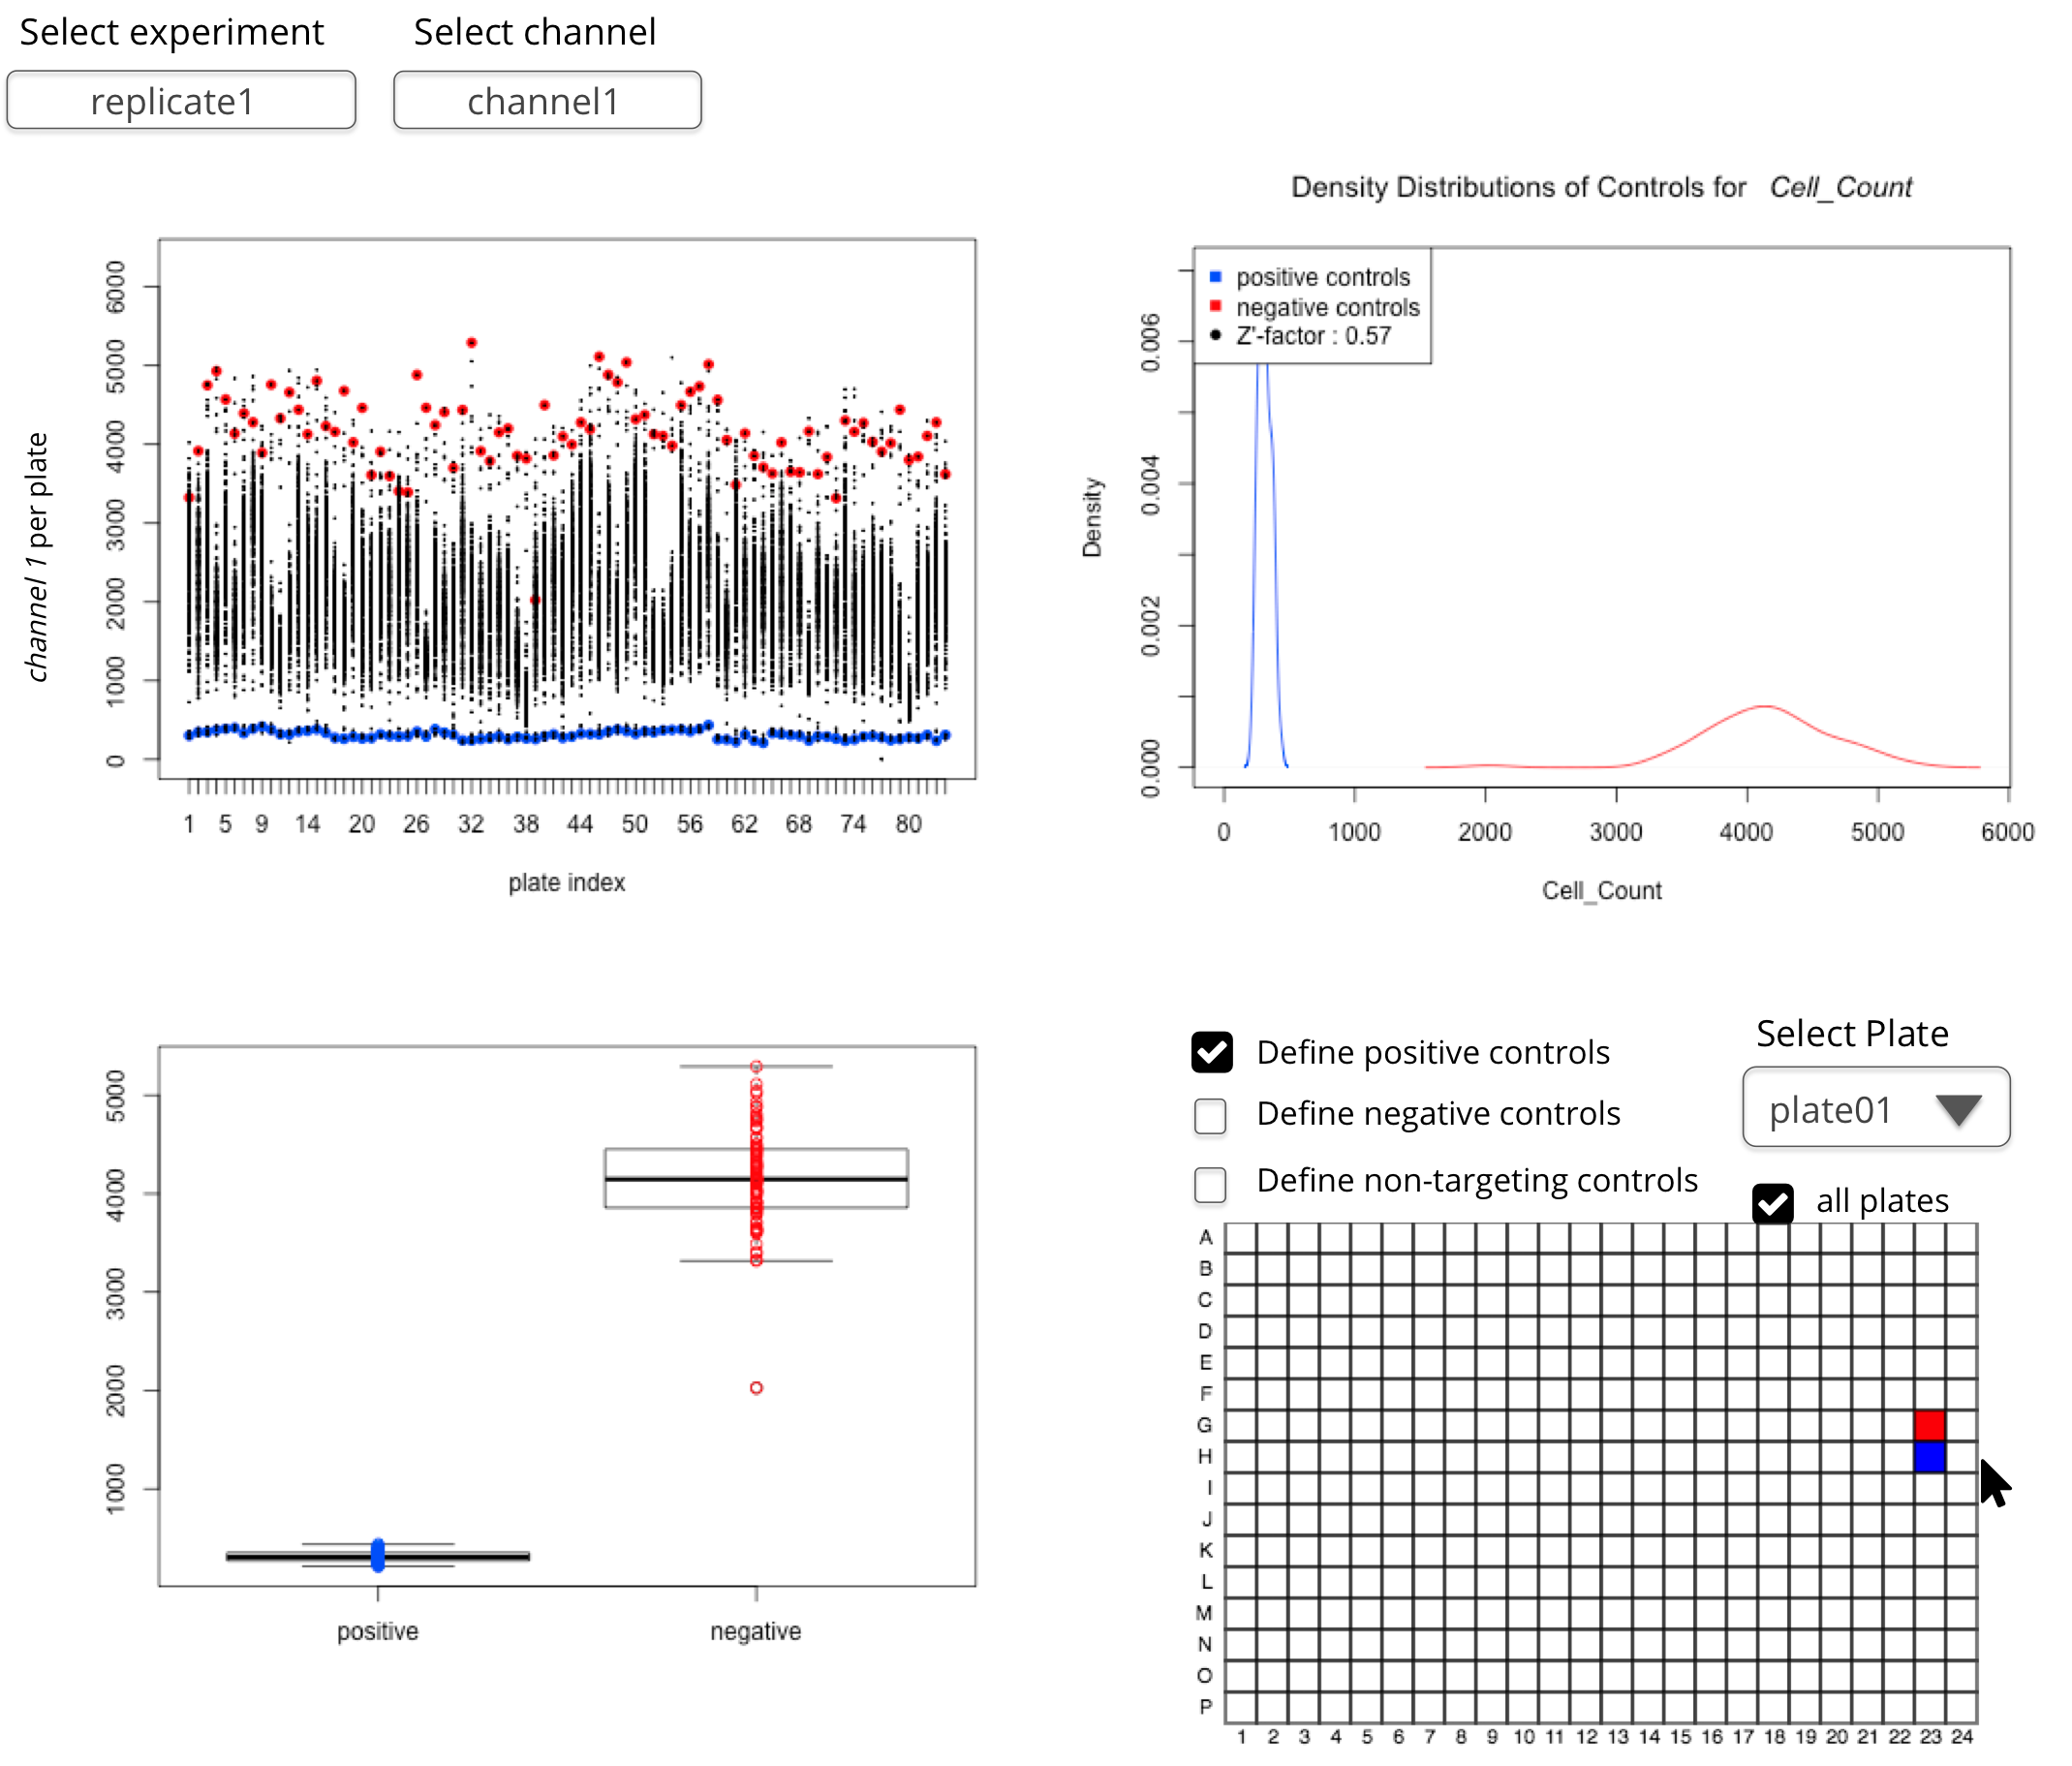 Select experiment
Select channel
replicate1
channel1
channel 1 per plate
6000
5000
4000
3000
2000
1000
0
1 5 9 14 20 26 32 38 44 50 56 62 68 74 80
plate index
Density Distributions of Controls for Cell_Count
positive controls
negative controls
Z'-factor : 0.57
Density
0.006
0.004
0.002
0.000
0 1000 2000 3000 4000 5000 6000
Cell_Count
5000
4000
3000
2000
1000
positive negative
Define positive controls
Define negative controls
Define non-targeting controls
Select Plate
plate01
all plates
A
B
C
D
E
F
G
H
I
J
K
L
M
N
O
P
1 2 3 4 5 6 7 8 9 10 11 12 13 14 15 16 17 18 19 20 21 22 23 24